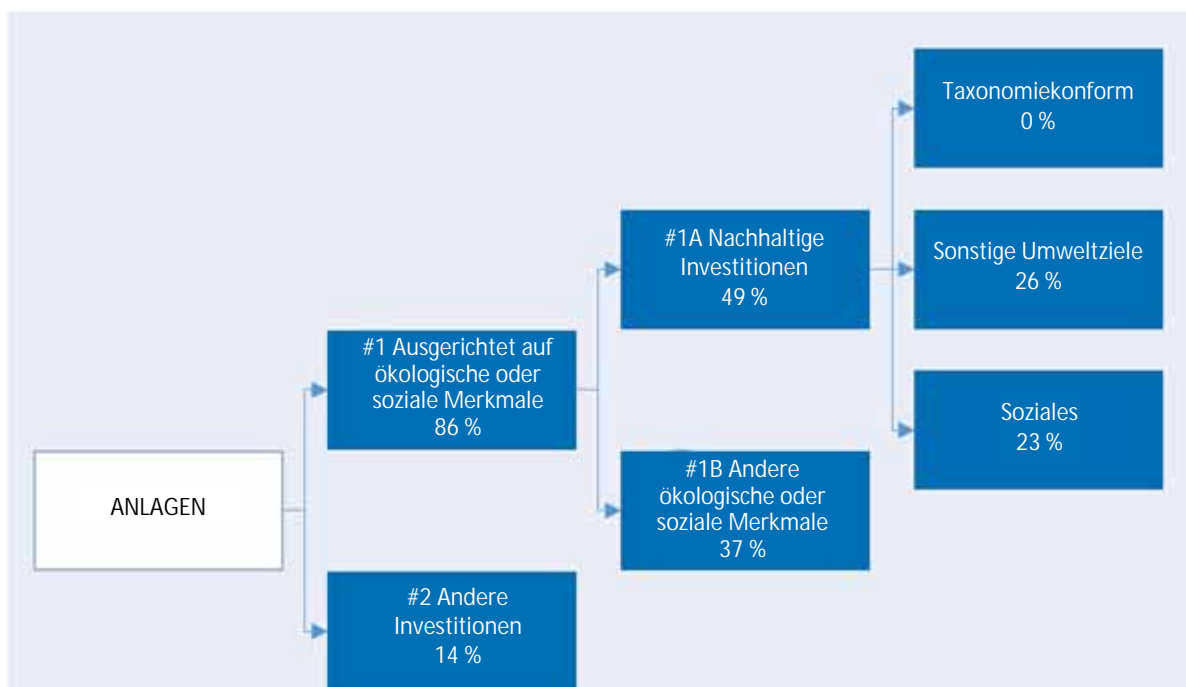 ANLAGEN
#1 Ausgerichtet auf
ökologische oder
soziale Merkmale
86 %
#2 Andere
Investitionen
14 %
#1A Nachhaltige
Investitionen
49 %
#1B Andere
ökologische oder
soziale Merkmale
37 %
Taxonomiekonform
0 %
Sonstige Umweltziele
26 %
Soziales
23 %